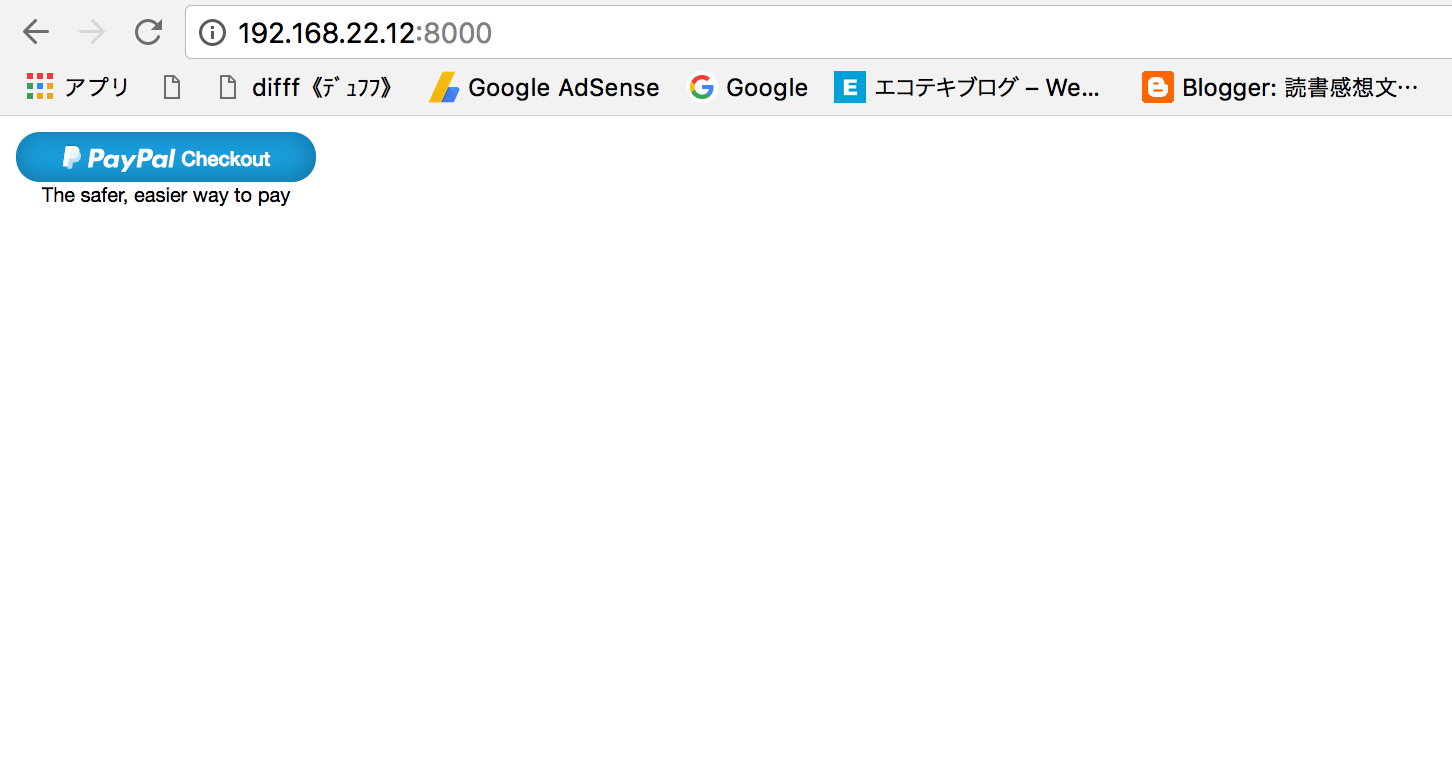 192.168.22.12:8000
アプリ difff《ﾃﾞｭﾌﾌ》 Google AdSense Google エコテキブログ – We... Blogger: 読書感想文…
PayPal Checkout
The safer, easier way to pay